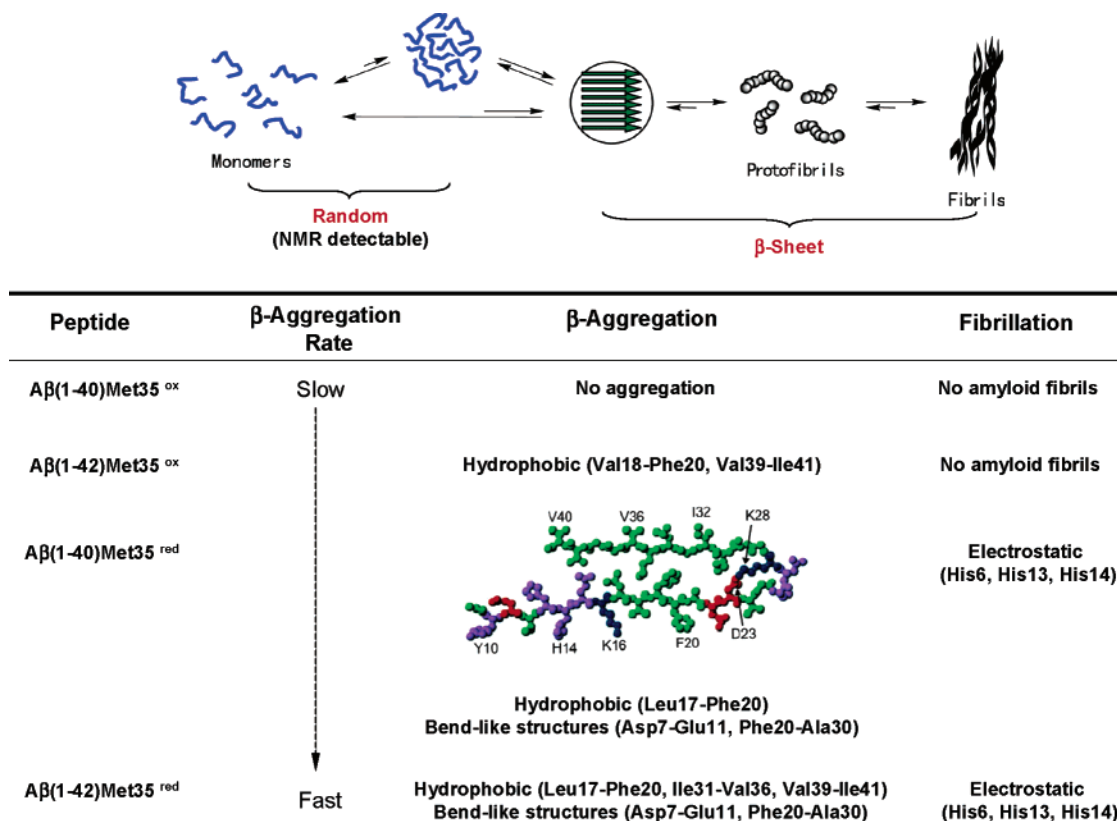 Monomers
Protofibrils
Fibrils
Random
(NMR detectable)
β-Sheet
Peptide
β-Aggregation
Rate
β-Aggregation
Fibrillation
Aβ(1-40)Met35 ox
Slow
No aggregation
No amyloid fibrils
Aβ(1-42)Met35 ox
Hydrophobic (Val18-Phe20, Val39-Ile41)
No amyloid fibrils
Aβ(1-40)Met35 red
V40 V36 I32 K28
Y10 H14 K16 F20 D23
Electrostatic
(His6, His13, His14)
Hydrophobic (Leu17-Phe20)
Bend-like structures (Asp7-Glu11, Phe20-Ala30)
Aβ(1-42)Met35 red
Fast
Hydrophobic (Leu17-Phe20, Ile31-Val36, Val39-Ile41)
Bend-like structures (Asp7-Glu11, Phe20-Ala30)
Electrostatic
(His6, His13, His14)